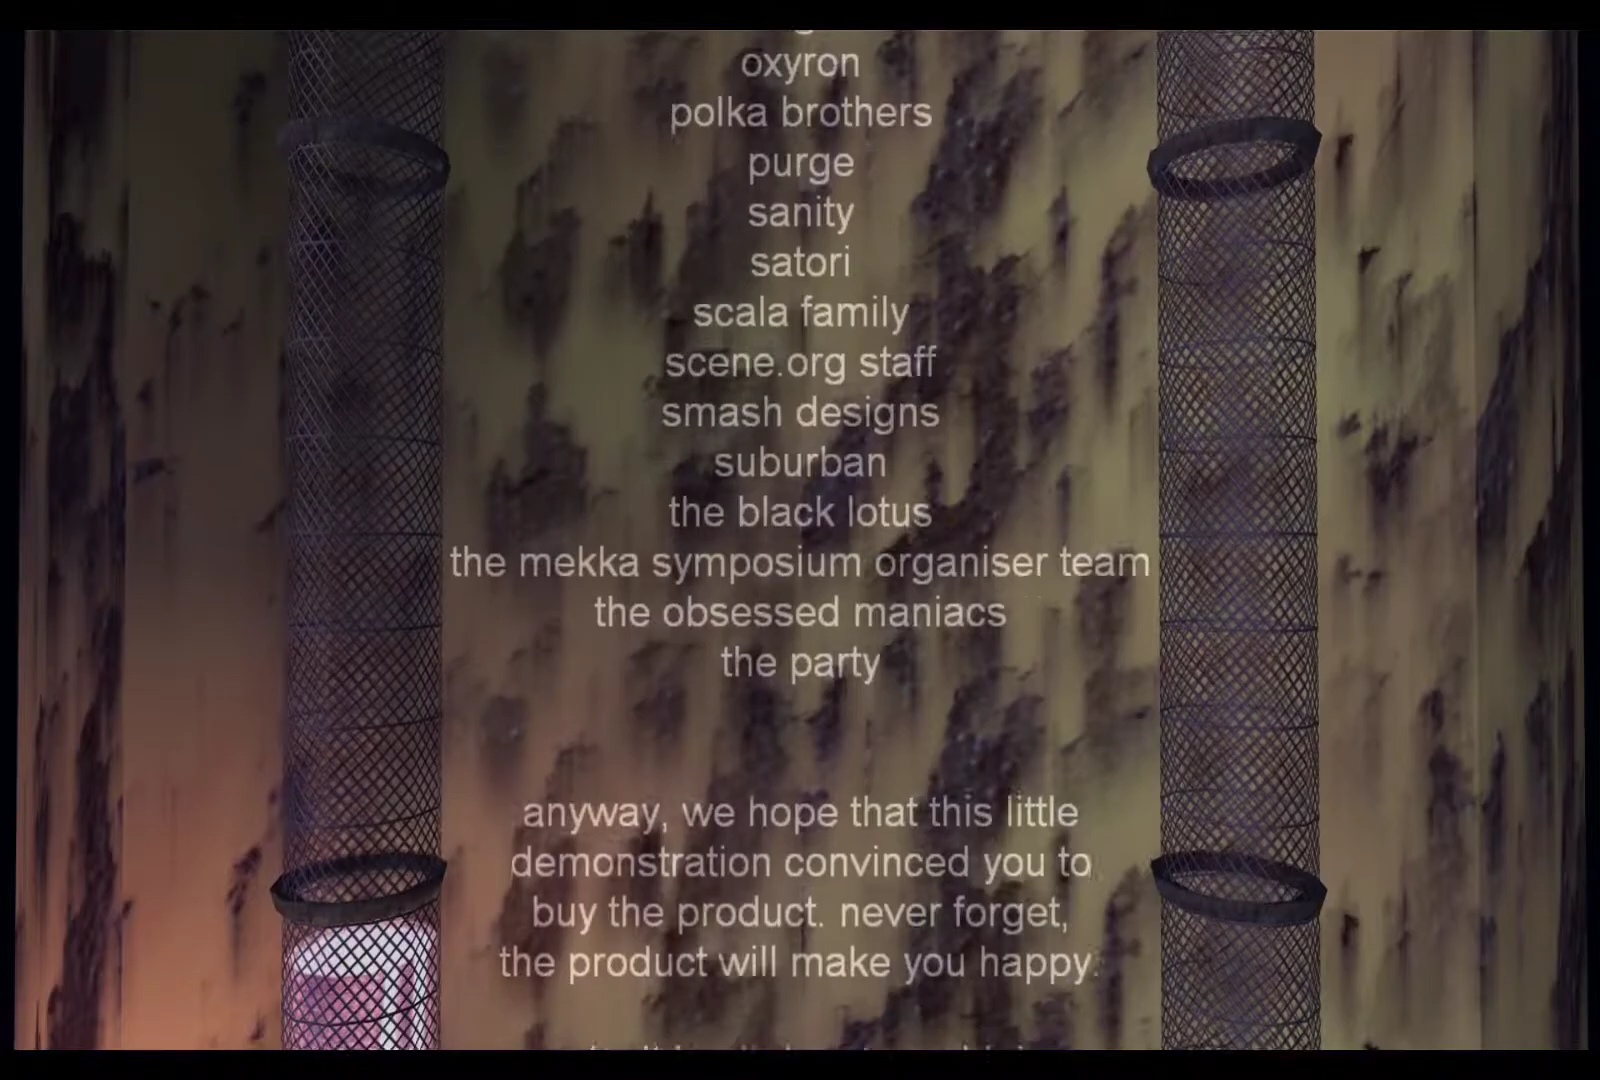 oxyron
polka brothers
purge
sanity
satori
scala family
scene.org staff
smash designs
suburban
the black lotus
the mekka symposium organiser team
the obsessed maniacs
the party
anyway, we hope that this little
demonstration convinced you to
buy the product. never forget,
the product will make you happy.